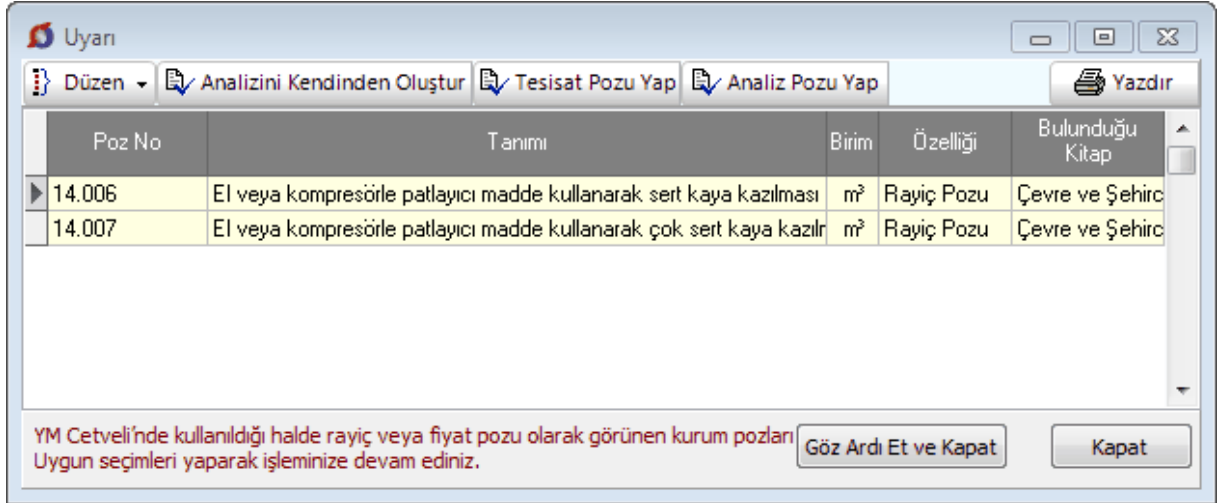 Uyarı
Düzen Analizini Kendinden Oluştur Tesisat Pozu Yap Analiz Pozu Yap Yazdır
Poz No Tanımı Birim Özelliği Bulunduğu Kitap
14.006 El veya kompresörle patlayıcı madde kullanarak sert kaya kazılması m³ Rayiç Pozu Çevre ve Şehirc
14.007 El veya kompresörle patlayıcı madde kullanarak çok sert kaya kazılr m³ Rayiç Pozu Çevre ve Şehirc
YM Cetveli'nde kullanıldığı halde rayiç veya fiyat pozu olarak görünen kurum pozları
Uygun seçimleri yaparak işleminize devam ediniz.
Göz Ardı Et ve Kapat Kapat